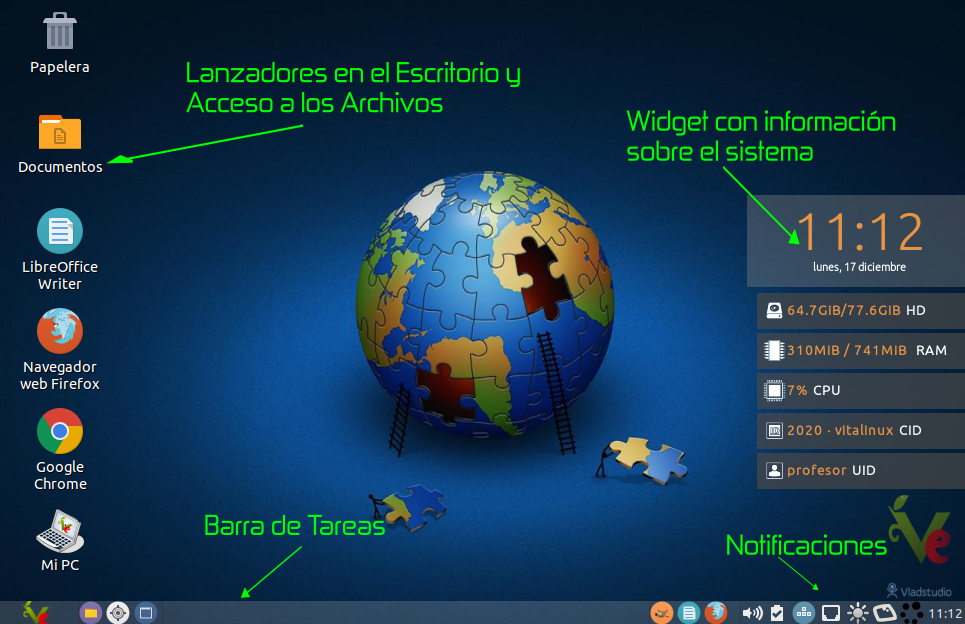 Papelera
Lanzadores en el Escritorio y
Acceso a los Archivos
Documentos
Widget con información
sobre el sistema
11:12
lunes, 17 diciembre
LibreOffice
Writer
64.7GIB/77.6GIB HD
310MIB / 741MIB RAM
Navegador
web Firefox
7% CPU
2020 · vitalinux CID
profesor UID
Google
Chrome
Mi PC
Barra de Tareas
Notificaciones
Vladstudio
11:12